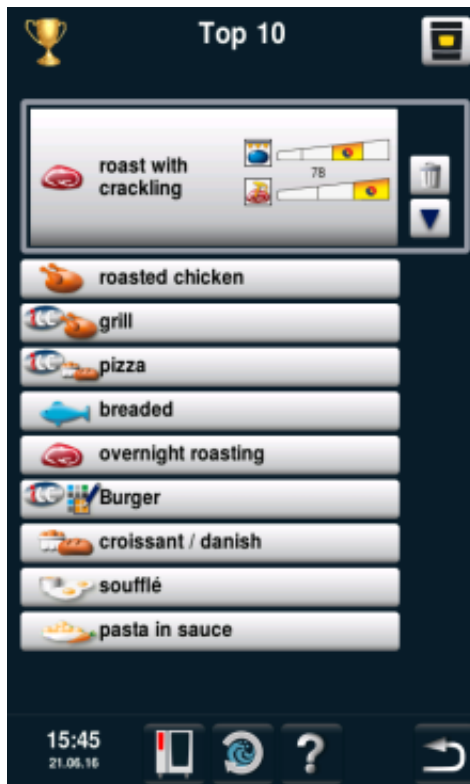 Top 10
roast with
crackling
78
roasted chicken
grill
pizza
breaded
overnight roasting
Burger
croissant / danish
soufflé
pasta in sauce
15:45
21.06.16
?